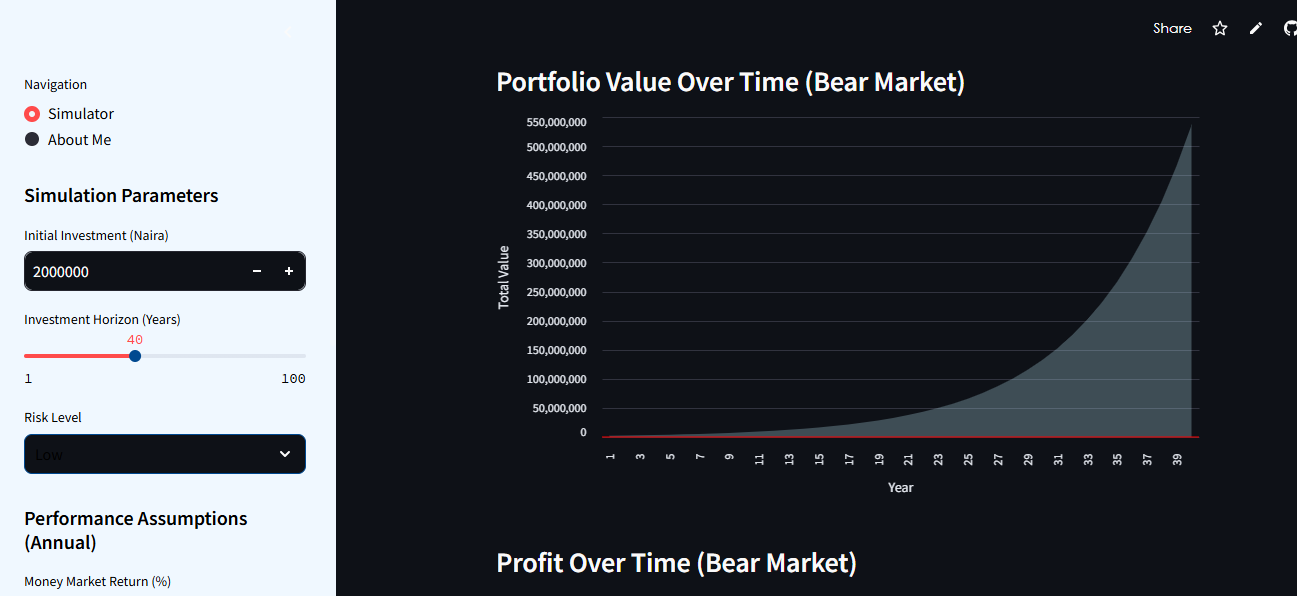 Share
Navigation
Simulator
About Me
Simulation Parameters
Initial Investment (Naira)
2000000
Investment Horizon (Years)
40
1
100
Risk Level
Low
Performance Assumptions
(Annual)
Money Market Return (%)
Portfolio Value Over Time (Bear Market)
550,000,000
500,000,000
450,000,000
400,000,000
350,000,000
300,000,000
250,000,000
200,000,000
150,000,000
100,000,000
50,000,000
0
Total Value
1 3 5 7 9 11 13 15 17 19 21 23 25 27 29 31 33 35 37 39
Year
Profit Over Time (Bear Market)